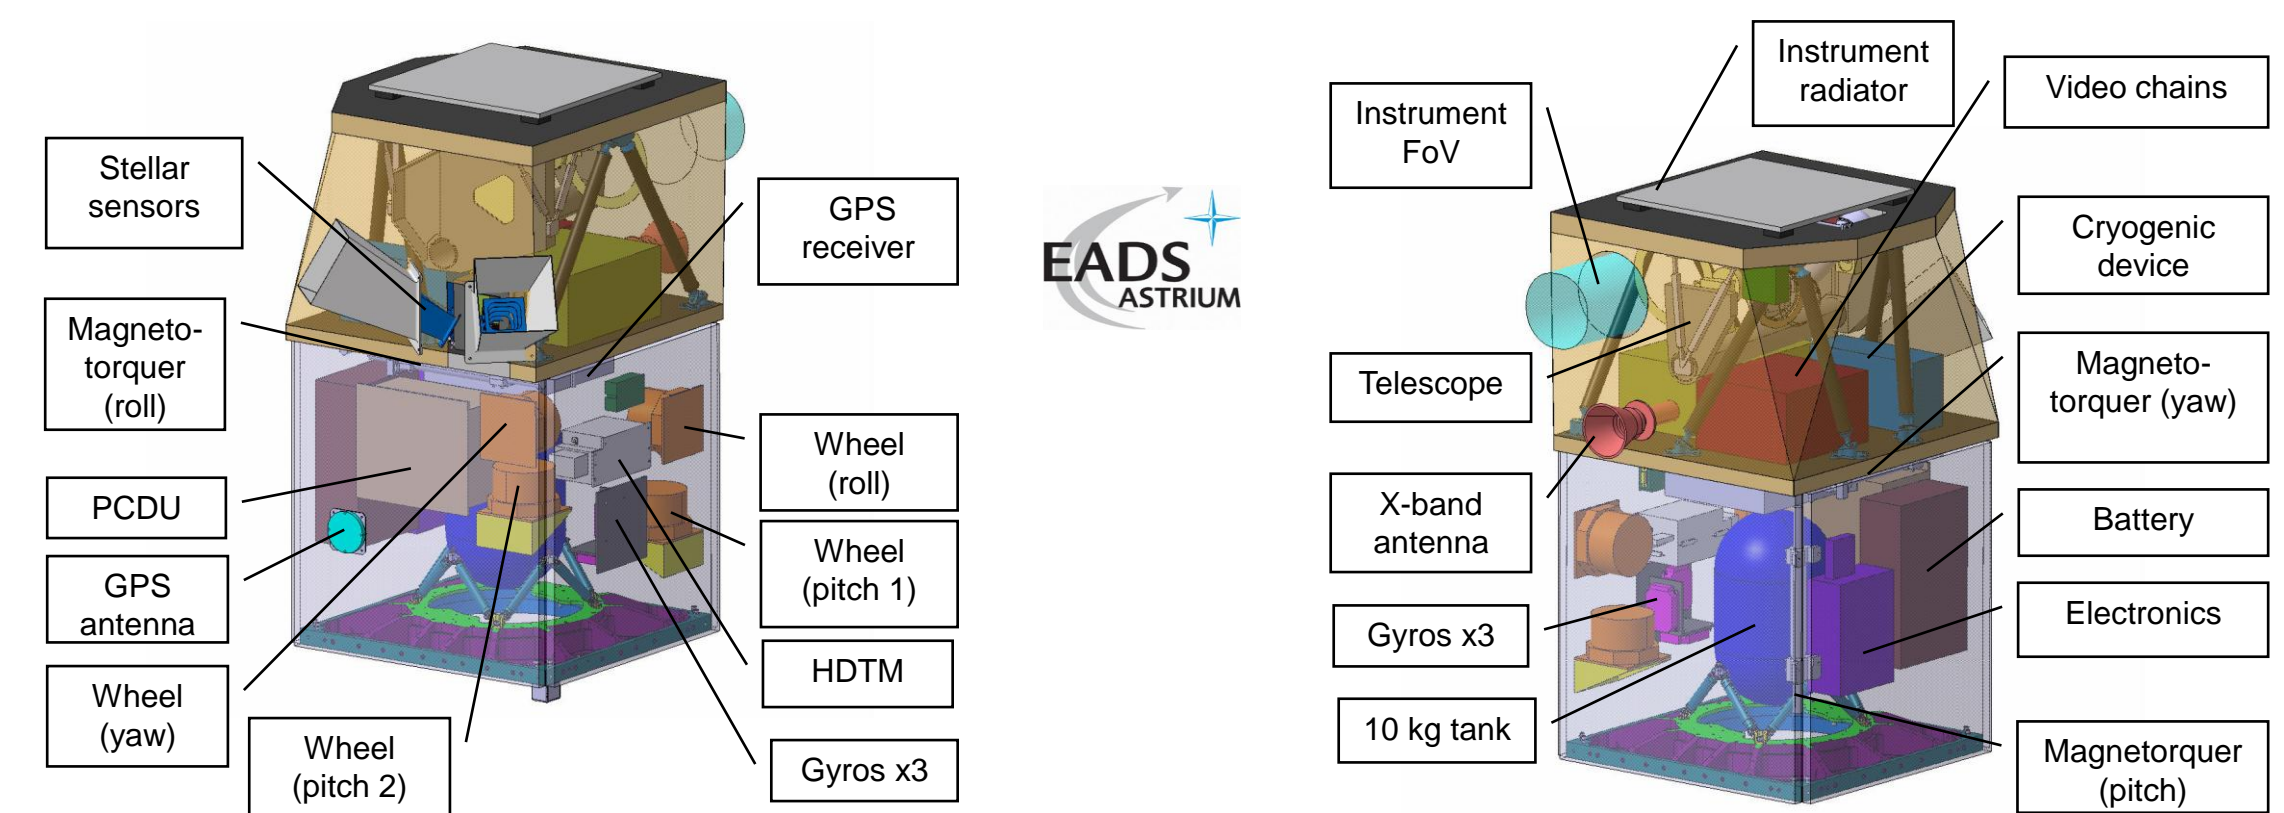 Stellar
sensors
Magneto-
torquer
(roll)
PCDU
GPS
antenna
Wheel
(yaw)
Wheel
(pitch 2)
GPS
receiver
Wheel
(roll)
Wheel
(pitch 1)
HDTM
Gyros x3
EADS
ASTRIUM
Instrument
FoV
Instrument
radiator
Video chains
Telescope
X-band
antenna
Gyros x3
10 kg tank
Cryogenic
device
Magneto-
torquer (yaw)
Battery
Electronics
Magnetorquer
(pitch)